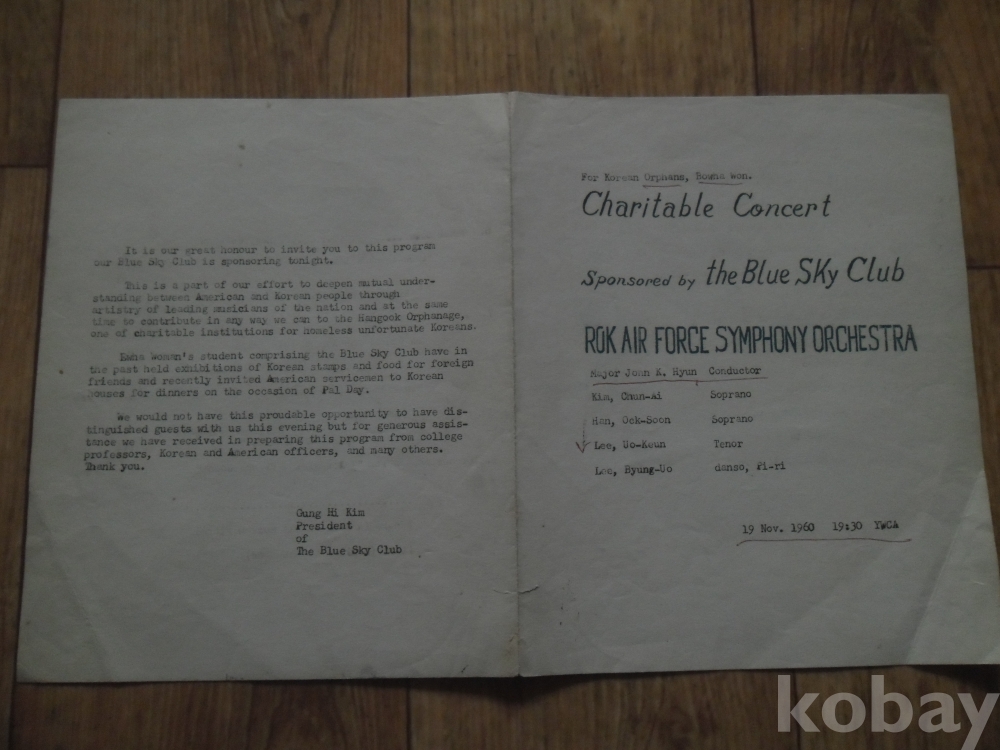 It is our great honour to invite you to this program
our Blue Sky Club is sponsoring tonight.
This is a part of our effort to deepen mutual under-
standing between American and Korean people through
artistry of leading musicians of the nation and at the same
time to contribute in any way we can to the Hangook Orphanage,
one of charitable institutions for homeless unfortunate Koreans.
Ewha Woman's student comprising the Blue Sky Club have in
the past held exhibitions of Korean stamps and food for foreign
friends and recently invited American servicemen to Korean
houses for dinners on the occasion of Pal Day.
We would not have this proudable opportunity to have dis-
tinguished guests with us this evening but for generous assis-
tance we have received in preparing this program from college
professors, Korean and American officers, and many others.
Thank you.
Gung Hi Kim
President
of
The Blue Sky Club
For Korean Orphans, won.
Charitable Concert
Sponsored by the Blue SKy Club
ROK AIR FORCE SYMPHONY ORCHESTRA
Major John K. Hyun Conductor
Kim, Chun-Ai Soprano
Han, Ock-Soon Soprano
Lee, Uo-Keun Tenor
Lee, Byung-Uo danso, Pi-ri
19 Nov. 1960 19:30 YWCA
kobay